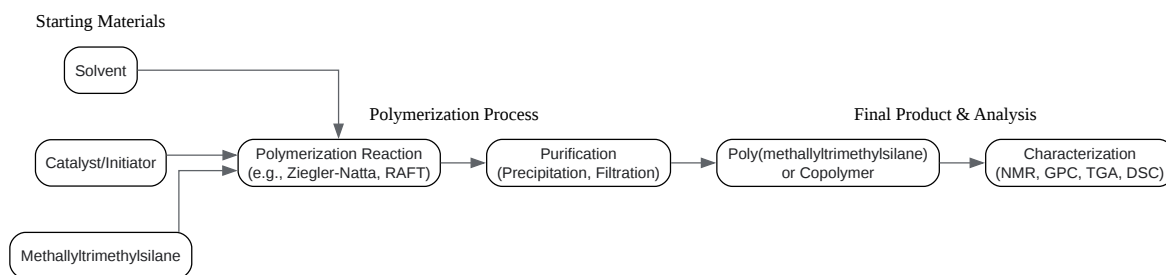 Starting Materials
Solvent
Polymerization Process
Final Product & Analysis
Catalyst/Initiator
Polymerization Reaction
(e.g., Ziegler-Natta, RAFT)
Purification
(Precipitation, Filtration)
Poly(methallyltrimethylsilane)
or Copolymer
Characterization
(NMR, GPC, TGA, DSC)
Methallyltrimethylsilane